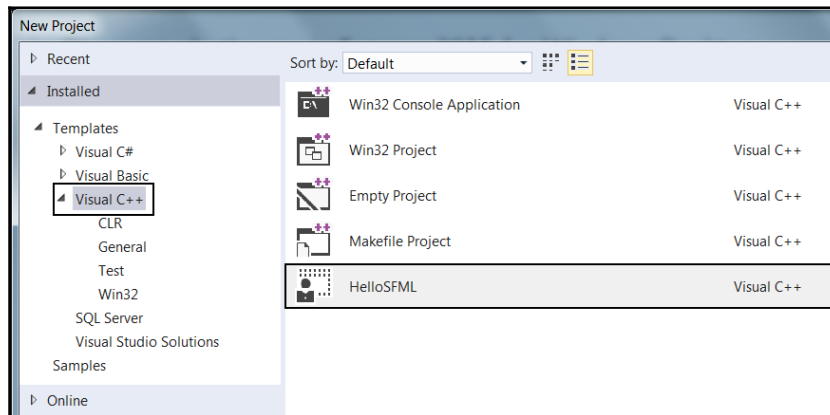 New Project
Recent
Installed
Templates
Visual C#
Visual Basic
Visual C++
CLR
General
Test
Win32
SQL Server
Visual Studio Solutions
Samples
Online
Sort by: Default
Win32 Console Application Visual C++
Win32 Project Visual C++
Empty Project Visual C++
Makefile Project Visual C++
HelloSFML Visual C++